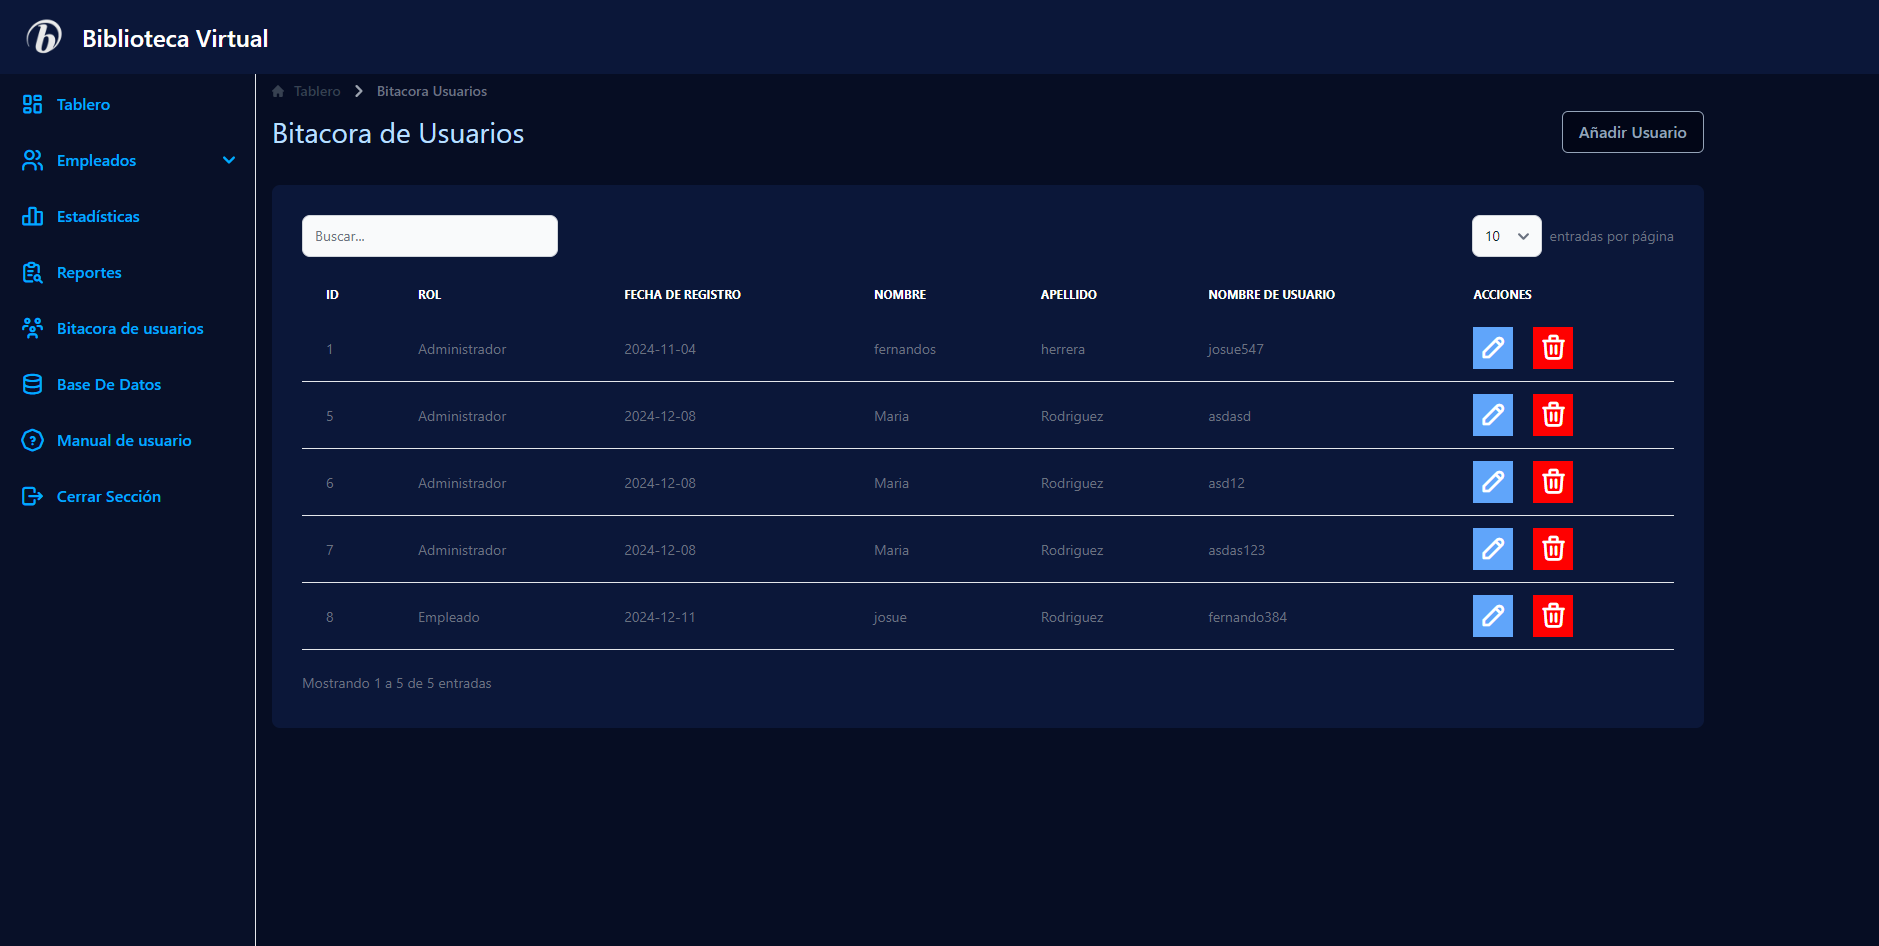 Biblioteca Virtual
Tablero
Empleados
Estadísticas
Reportes
Bitacora de usuarios
Base De Datos
Manual de usuario
Cerrar Sección
Tablero > Bitacora Usuarios
Bitacora de Usuarios
Añadir Usuario
Buscar...
10 entradas por página
ID ROL FECHA DE REGISTRO NOMBRE APELLIDO NOMBRE DE USUARIO ACCIONES
1 Administrador 2024-11-04 fernandos herrera josue547
5 Administrador 2024-12-08 Maria Rodriguez asdasd
6 Administrador 2024-12-08 Maria Rodriguez asd12
7 Administrador 2024-12-08 Maria Rodriguez asdas123
8 Empleado 2024-12-11 josue Rodriguez fernando384
Mostrando 1 a 5 de 5 entradas